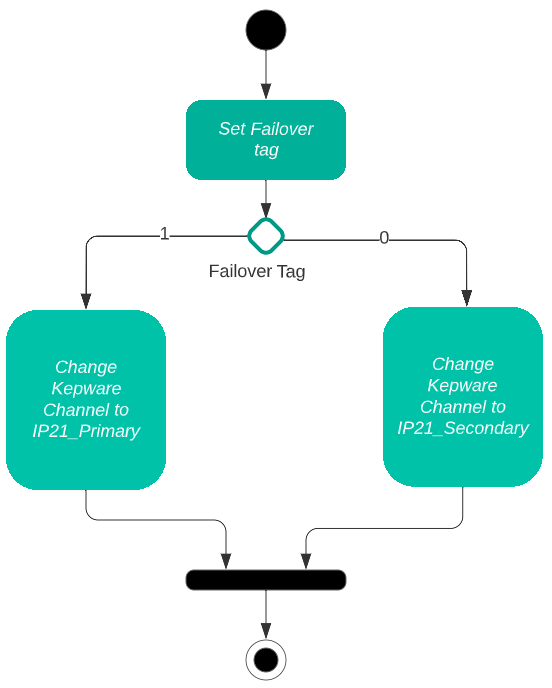 Set Failover
tag
1
0
Failover Tag
Change
Kepware
Channel to
IP21_Primary
Change
Kepware
Channel to
IP21_Secondary